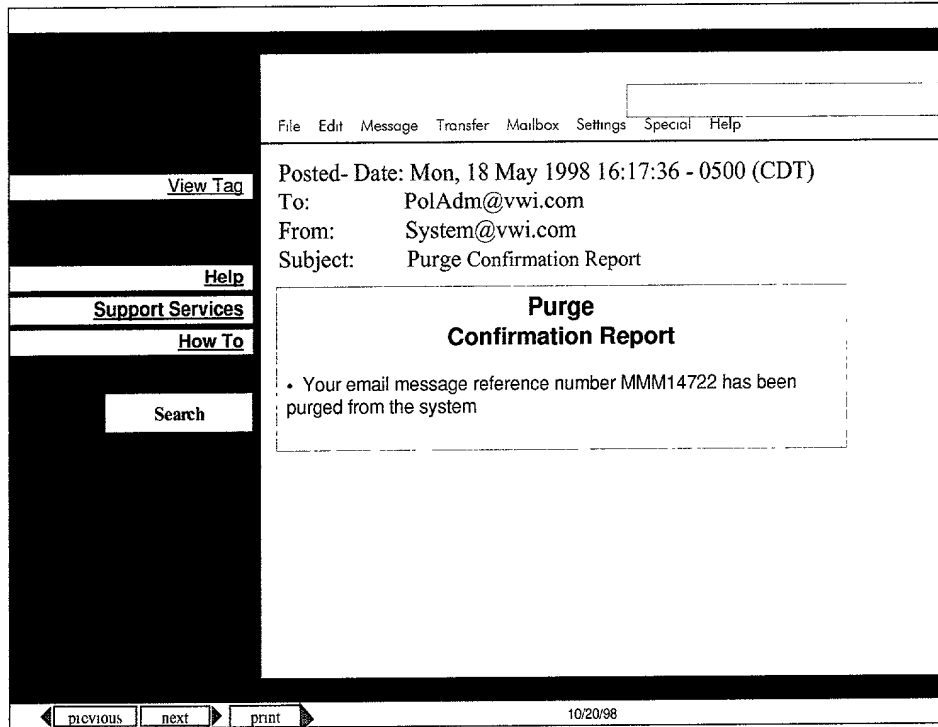 File Edit Message Transfer Mailbox Settings Special Help
View Tag
Help
Support Services
How To
Search
Posted- Date: Mon, 18 May 1998 16:17:36 - 0500 (CDT)
To: PolAdm@vwi.com
From: System@vwi.com
Subject: Purge Confirmation Report
Purge
Confirmation Report
• Your email message reference number MMM14722 has been
purged from the system
previous next print 10/20/98